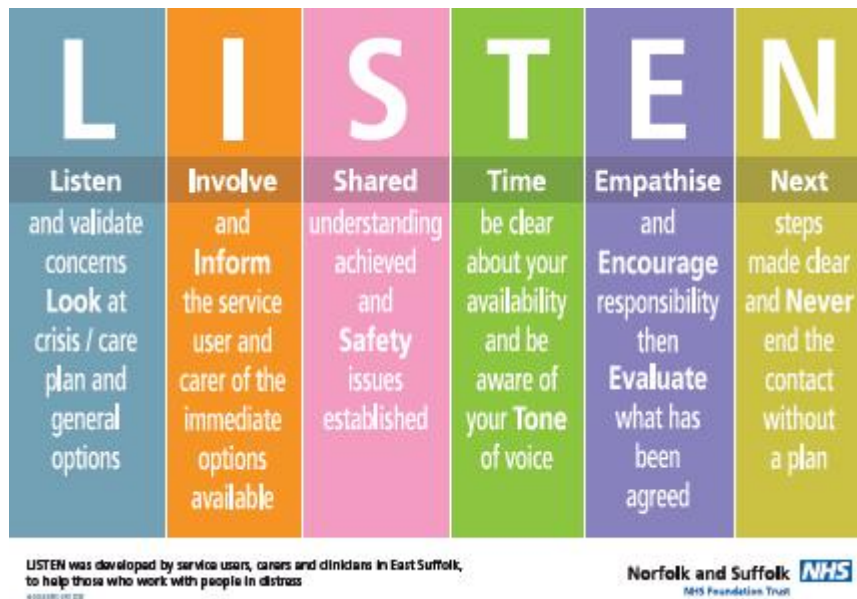 L
Listen
and validate
concerns
Look at
crisis / care
plan and
general
options
I
Involve
and
Inform
the service
user and
carer of the
immediate
options
available
S
Shared
understanding
achieved
and
Safety
issues
established
T
Time
be clear
about your
availability
and be
aware of
your Tone
of voice
E
Empathise
and
Encourage
responsibility
then
Evaluate
what has
been
agreed
N
Next
steps
made clear
and Never
end the
contact
without
a plan
LISTEN was developed by service users, carers and clinicians in East Suffolk,
to help those who work with people in distress
Norfolk and Suffolk NHS
NHS Foundation Trust